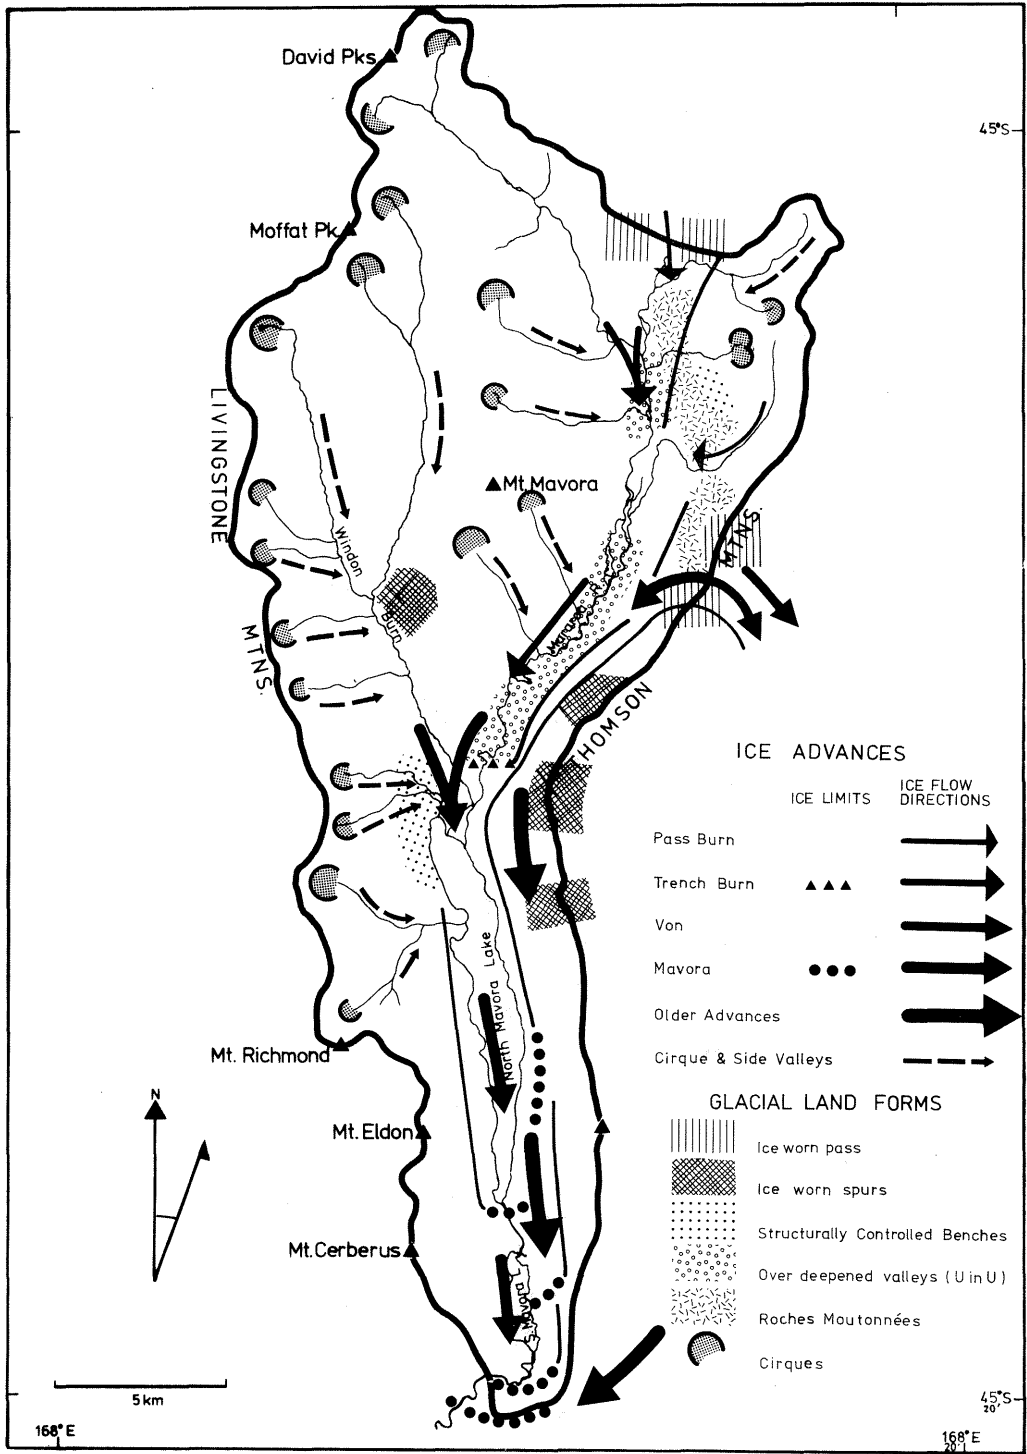 David Pks
45°S
Moffat Pk.
LIVINGSTONE
MTNS.
Mt. Mavora
Windon
Burn
Mararoa
MTNS.
THOMSON
North Mavora Lake
S. Mavora L.
Mt. Richmond
Mt. Eldon
Mt. Cerberus
N
5 km
168°E
168°E
20'
45°S
20'
ICE ADVANCES
ICE LIMITS
ICE FLOW
DIRECTIONS
Pass Burn
Trench Burn
Von
Mavora
Older Advances
Cirque & Side Valleys
GLACIAL LAND FORMS
Ice worn pass
Ice worn spurs
Structurally Controlled Benches
Over deepened valleys (U in U)
Roches Moutonnées
Cirques